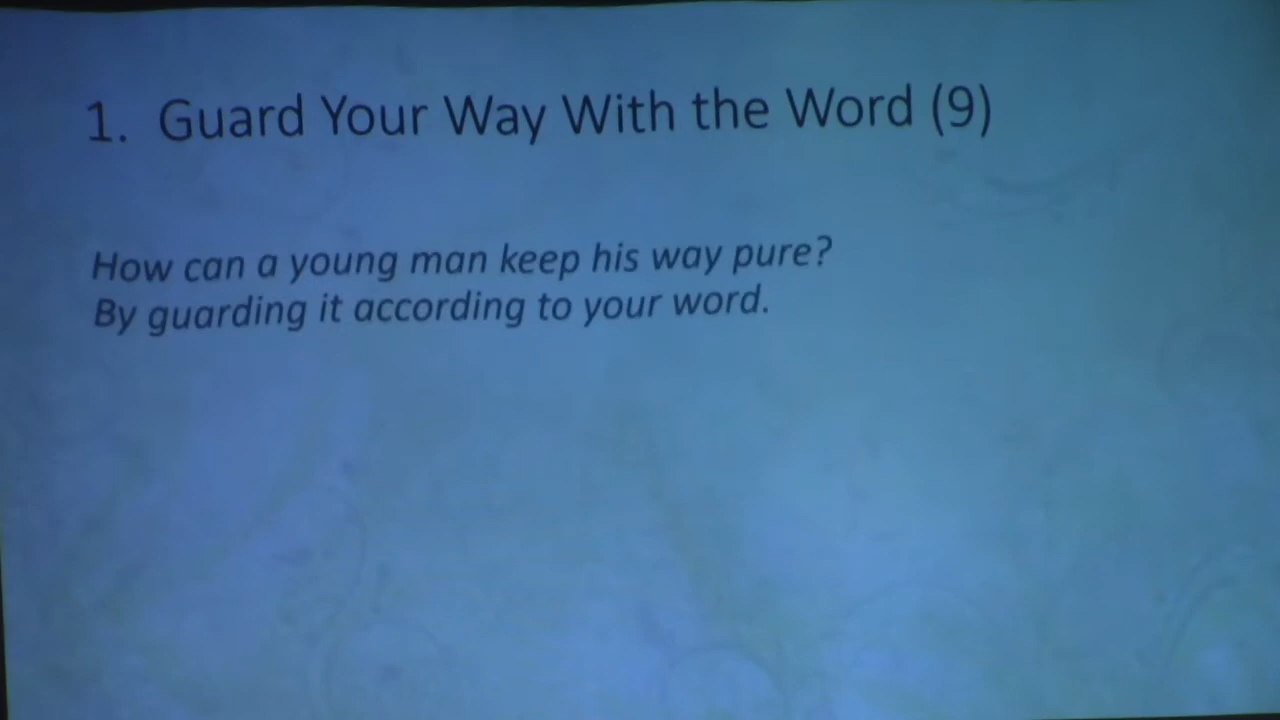 1. Guard Your Way With the Word (9)
How can a young man keep his way pure?
By guarding it according to your word.